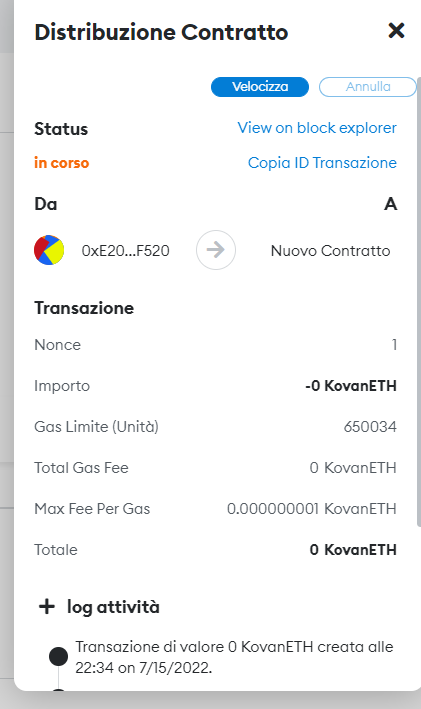 Distribuzione Contratto
Velocizza Annulla
Status View on block explorer
in corso Copia ID Transazione
Da A
0xE20...F520 Nuovo Contratto
Transazione
Nonce 1
Importo -0 KovanETH
Gas Limite (Unità) 650034
Total Gas Fee 0 KovanETH
Max Fee Per Gas 0.000000001 KovanETH
Totale 0 KovanETH
+ log attività
Transazione di valore 0 KovanETH creata alle
22:34 on 7/15/2022.